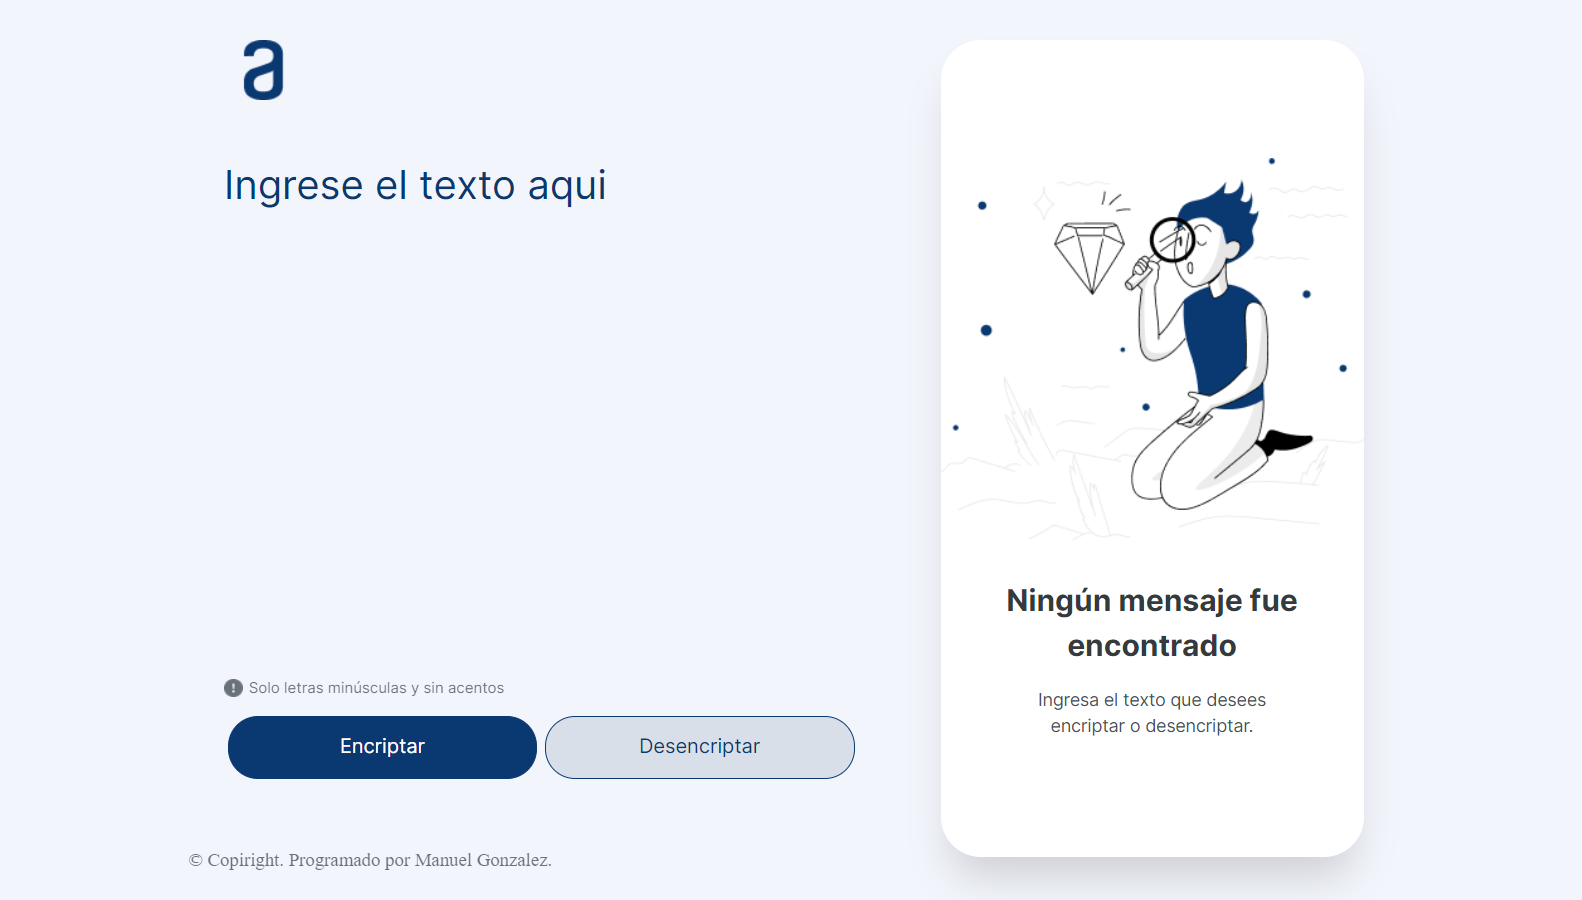 a
Ingrese el texto aqui
Solo letras minúsculas y sin acentos
Encriptar
Desencriptar
© Copiright. Programado por Manuel Gonzalez.
Ningún mensaje fue
encontrado
Ingresa el texto que desees
encriptar o desencriptar.